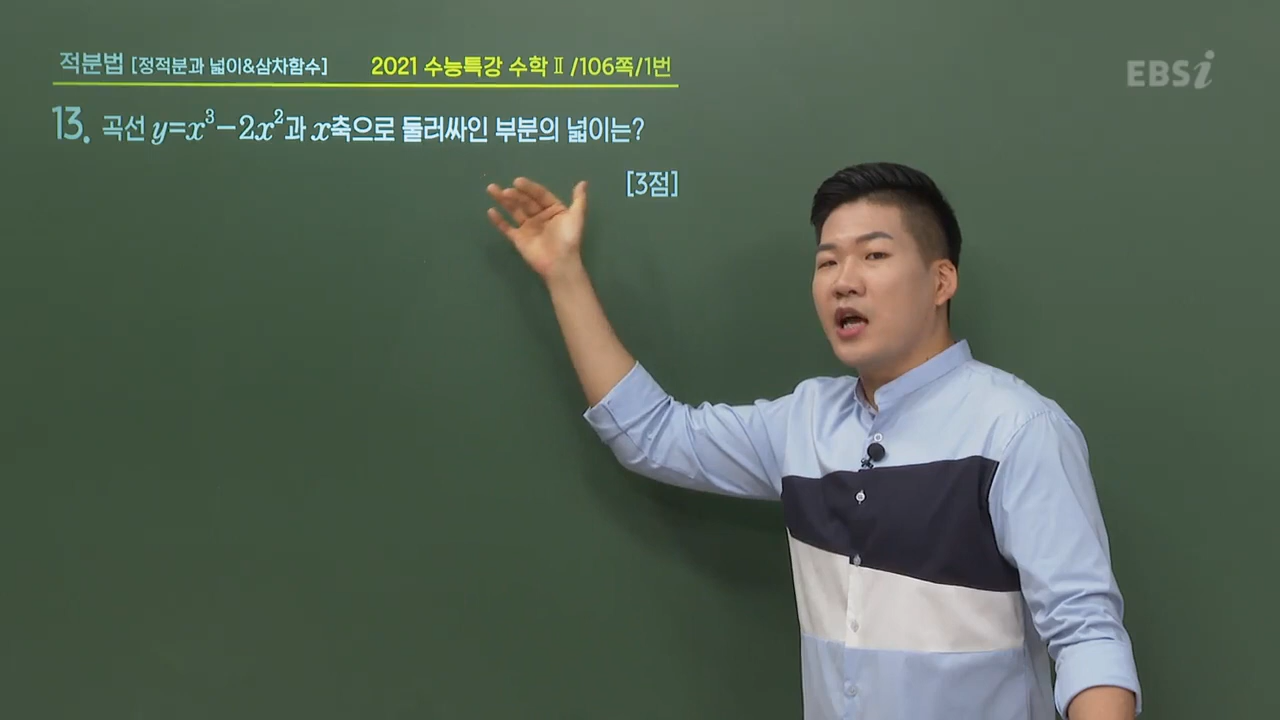 적분법 [정적분과 넓이&삼차함수] 2021 수능특강 수학Ⅱ/106쪽/1번
EBSi
13. 곡선 y=x³-2x²과 x축으로 둘러싸인 부분의 넓이는?
[3점]